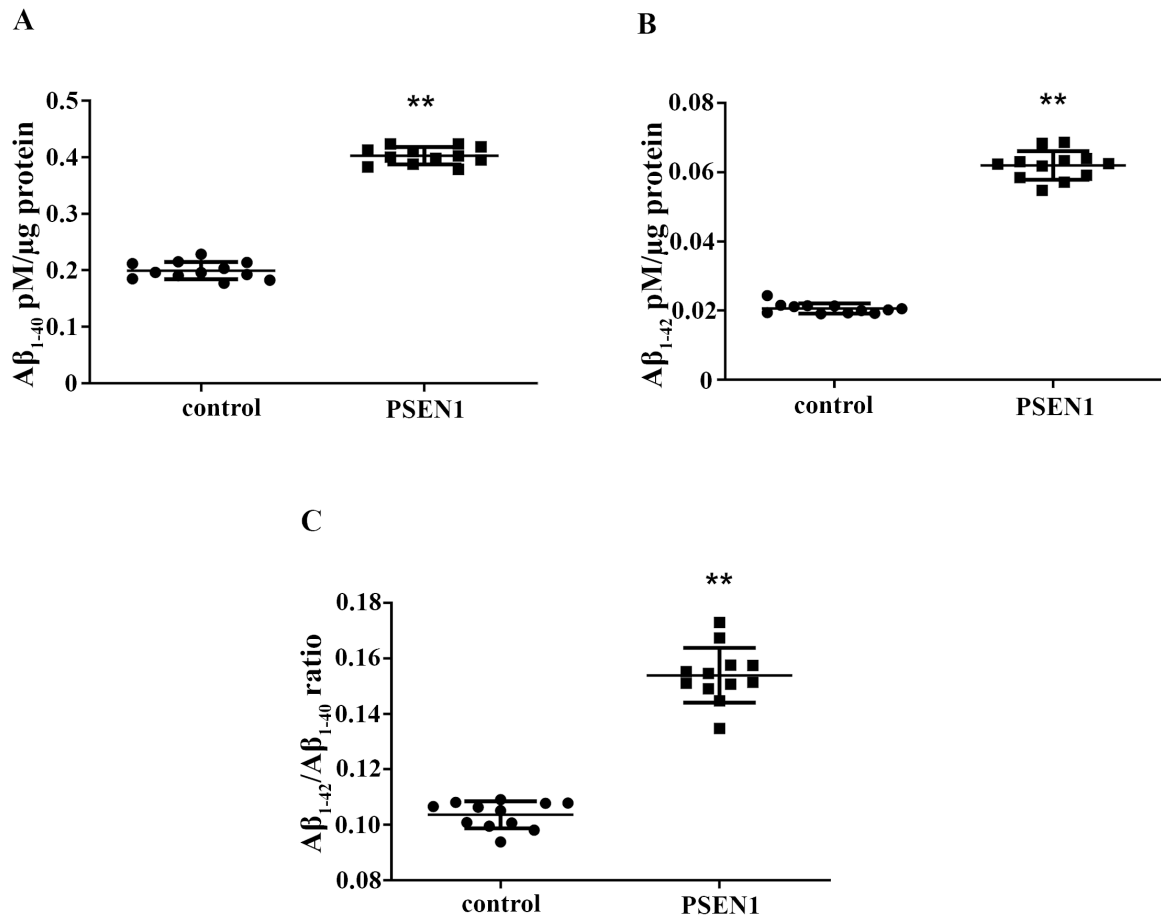 A
Aβ1-40 pM/µg protein
0.5
0.4
0.3
0.2
0.1
0
**
control
PSEN1
B
Aβ1-42 pM/µg protein
0.08
0.06
0.04
0.02
0
**
control
PSEN1
C
Aβ1-42/Aβ1-40 ratio
0.18
0.16
0.14
0.12
0.10
0.08
**
control
PSEN1